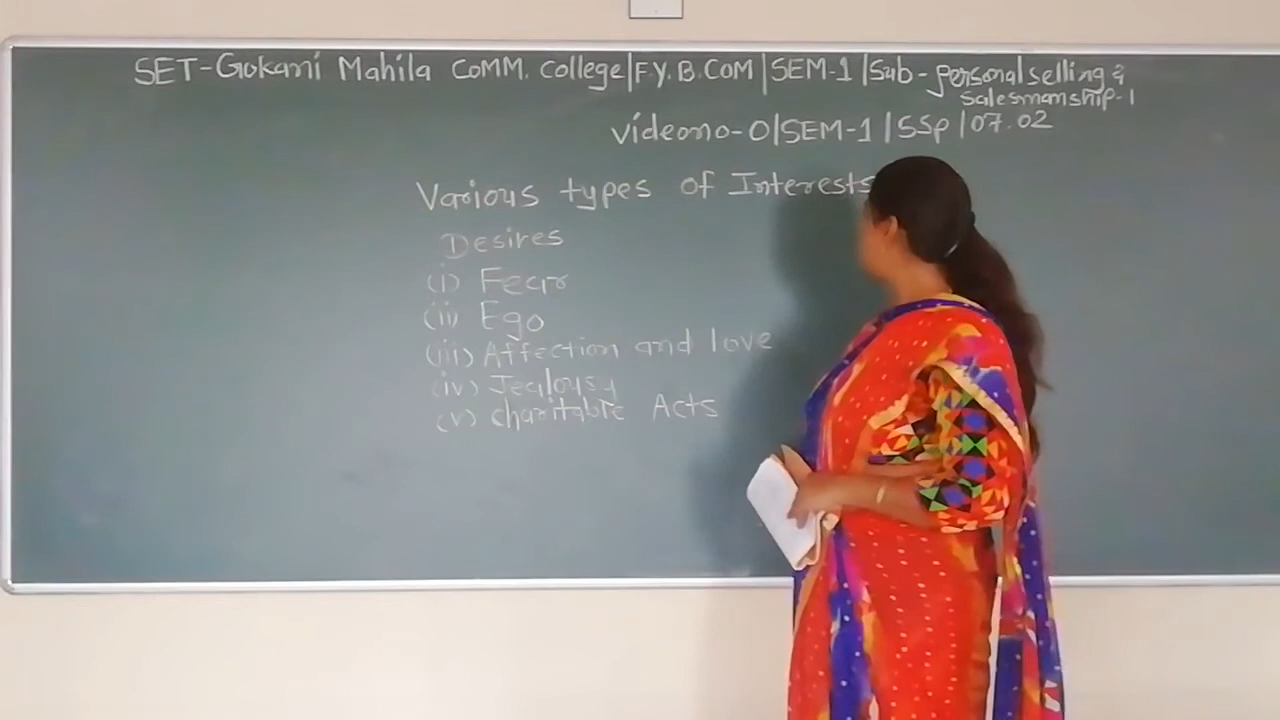 SET-Gokani Mahila COMM. College|F.Y.B.COM|SEM-1|Sub-personal selling &
Salesmanship-1
videono-0|SEM-1|SSP|07.02
Various types of Interests
Desires
(i) Fear
(ii) Ego
(iii) Affection and love
(iv) Jealousy
(v) charitable Acts